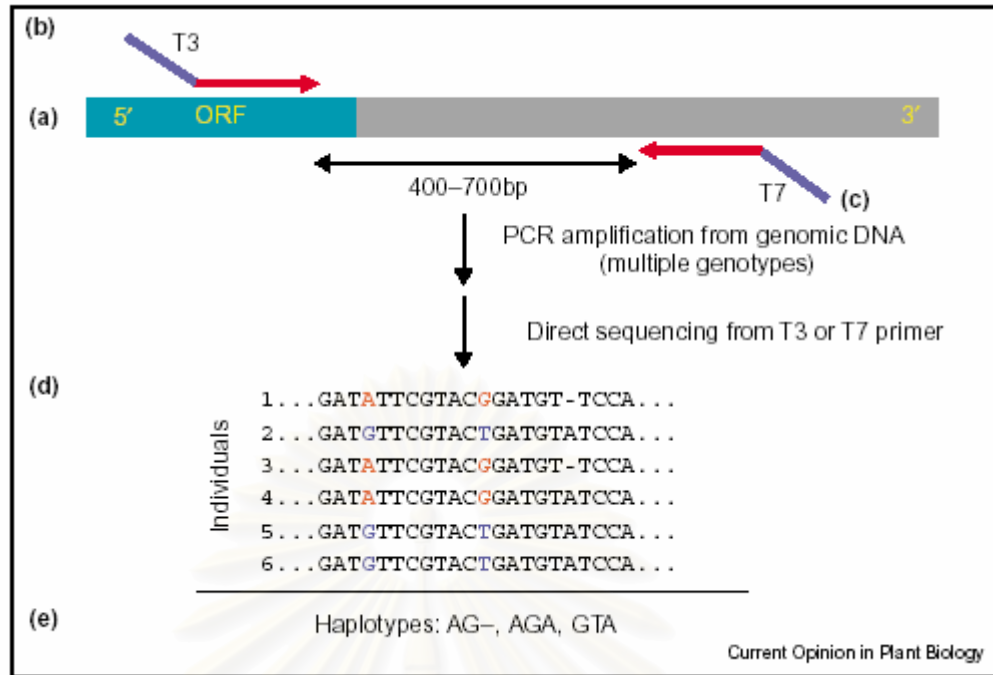 (b)
T3
(a)
5′ ORF 3′
400–700bp
T7
(c)
PCR amplification from genomic DNA
(multiple genotypes)
Direct sequencing from T3 or T7 primer
(d)
Individuals
1...GATATTCGTACGGATGT-TCCA...
2...GATGTTCGTACTGATGTATCCA...
3...GATATTCGTACGGATGT-TCCA...
4...GATATTCGTACGGATGTATCCA...
5...GATGTTCGTACTGATGTATCCA...
6...GATGTTCGTACTGATGTATCCA...
(e)
Haplotypes: AG–, AGA, GTA
Current Opinion in Plant Biology